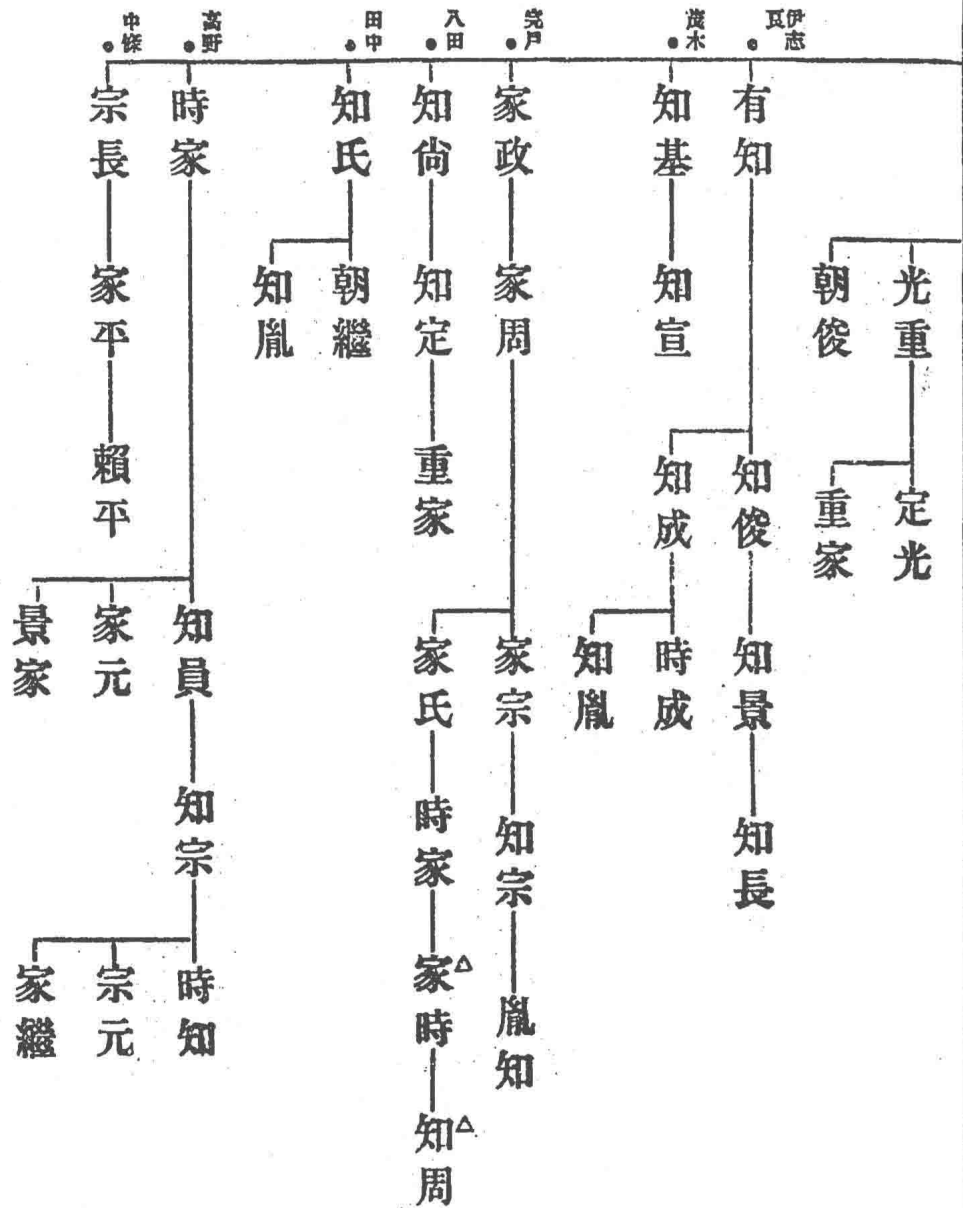 光重
定光
重家
朝俊
伊志
良
有知
知俊
知景
知長
知成
時成
知胤
茂木
知基
知宣
宍戸
家政
家周
家宗
知宗
胤知
家氏
時家
家時△
知周△
八田
知尚
知定
重家
田中
知氏
朝繼
知胤
高野
時家
知員
知宗
時知
宗元
家繼
家元
景家
中條
宗長
家平
賴平